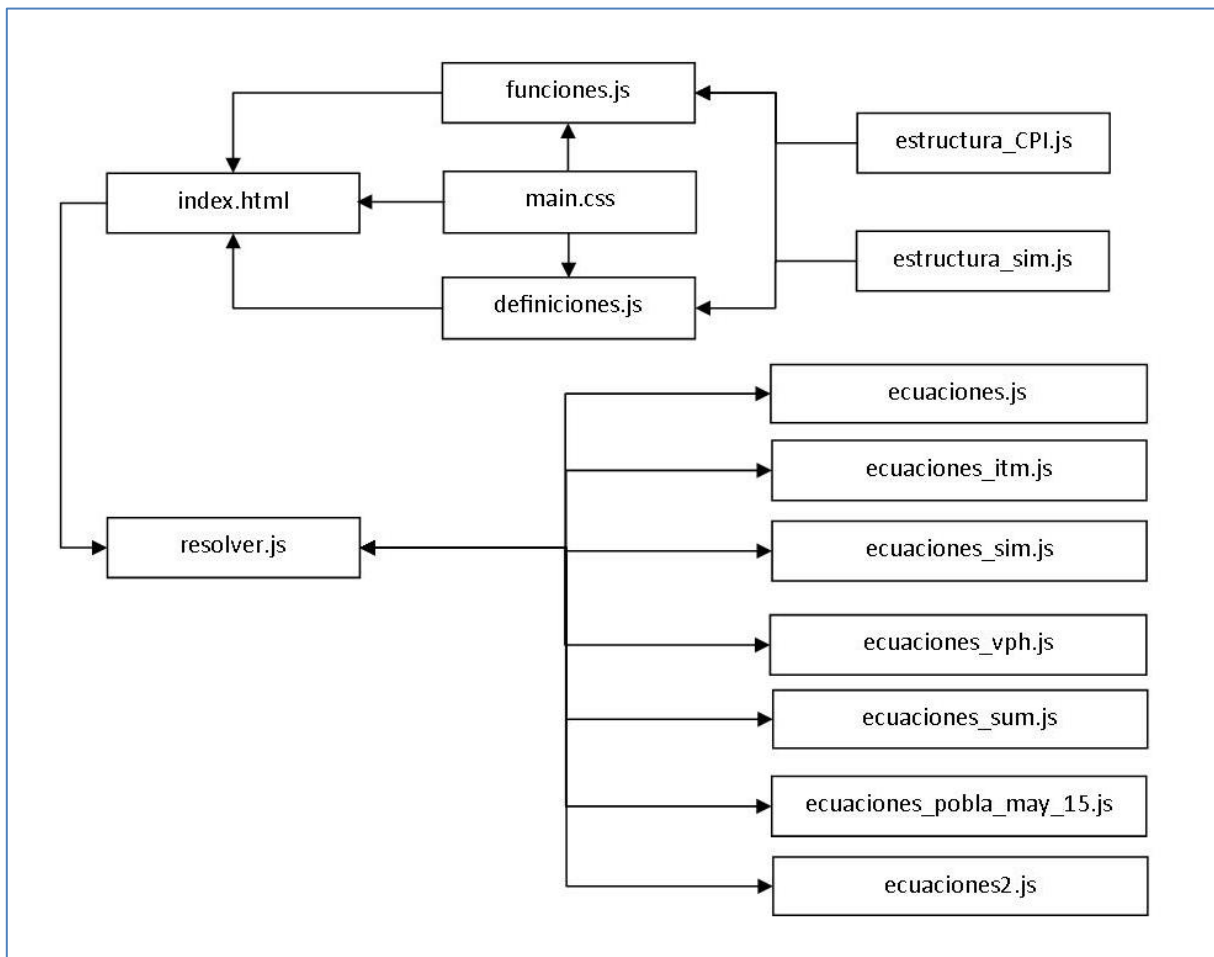 funciones.js
estructura_CPI.js
index.html
main.css
estructura_sim.js
definiciones.js
ecuaciones.js
ecuaciones_itm.js
resolver.js
ecuaciones_sim.js
ecuaciones_vph.js
ecuaciones_sum.js
ecuaciones_pobla_may_15.js
ecuaciones2.js